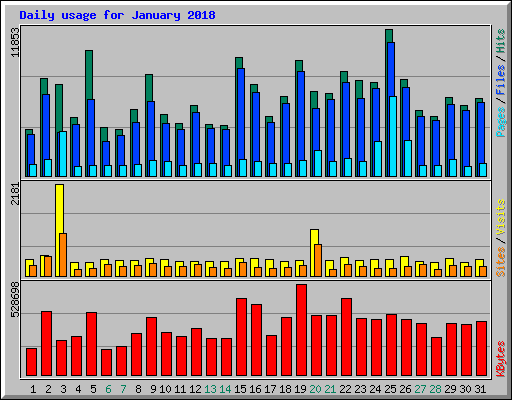 Daily usage for January 2018
11853
Pages / Files / Hits
2181
Sites / Visits
528698
KBytes
1 2 3 4 5 6 7 8 9 10 11 12 13 14 15 16 17 18 19 20 21 22 23 24 25 26 27 28 29 30 31